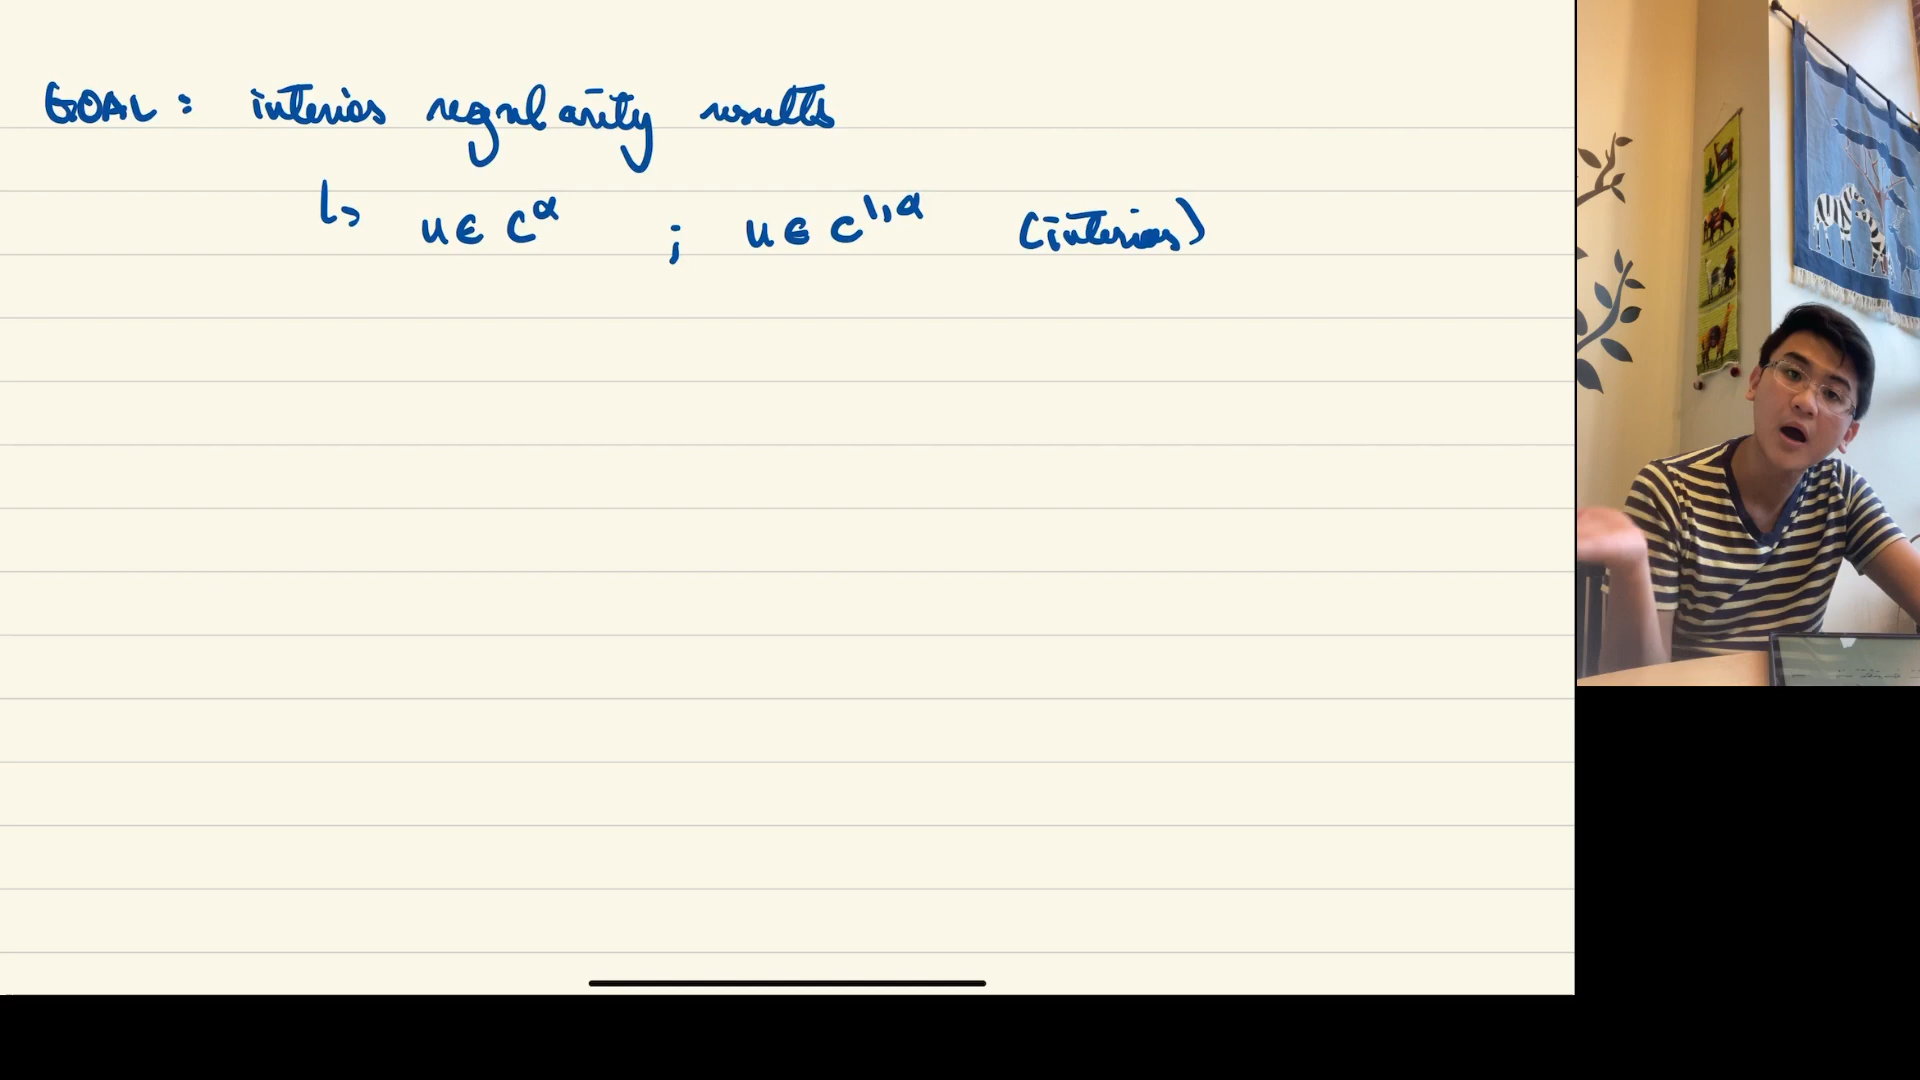 GOAL: interior regularity results
↳ u ∈ C^α ; u ∈ C^{1,α} (interior)